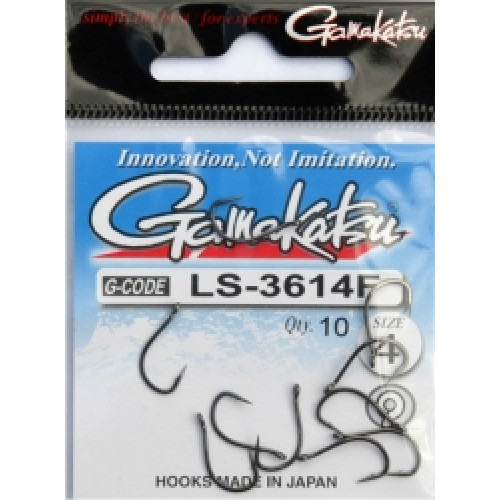 simply the best for experts
Gamakatsu
Innovation,Not Imitation.
Gamakatsu®
G-CODE LS-3614F
Qty. 10 SIZE
4
HOOKS MADE IN JAPAN